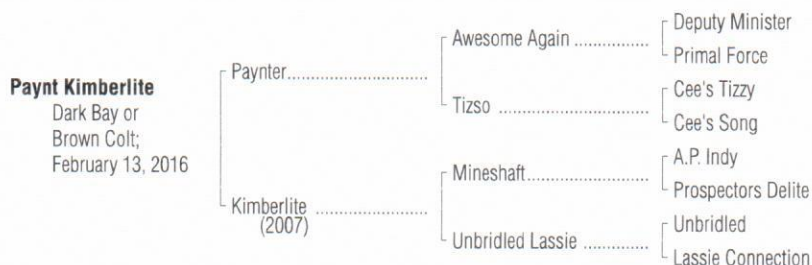 Deputy Minister
Awesome Again ................
Primal Force
Paynter...............................
Paynt Kimberlite
Cee's Tizzy
Dark Bay or
Tizso ...............................
Cee's Song
Brown Colt;
February 13, 2016
A.P. Indy
Mineshaft.........................
Prospectors Delite
Kimberlite ........................
(2007)
Unbridled
Unbridled Lassie ..............
Lassie Connection